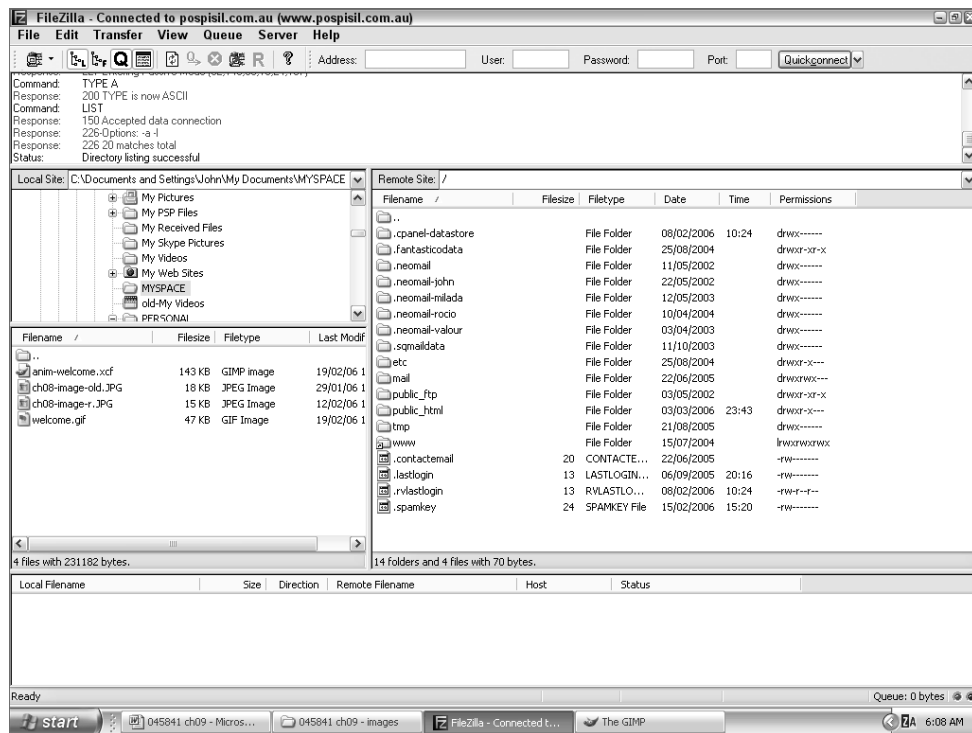 FileZilla - Connected to pospisil.com.au (www.pospisil.com.au)
File Edit Transfer View Queue Server Help
Address: User: Password: Port: Quickconnect
Command: TYPE A
Response: 200 TYPE is now ASCII
Command: LIST
Response: 150 Accepted data connection
Response: 226-Options: -a -l
Response: 226 20 matches total
Status: Directory listing successful
Local Site: C:\Documents and Settings\John\My Documents\MYSPACE
My Pictures
My PSP Files
My Received Files
My Skype Pictures
My Videos
My Web Sites
MYSPACE
old-My Videos
PERSONAL
Filename / Filesize Filetype Last Modif
..
anim-welcome.xcf 143 KB GIMP image 19/02/06 1
ch08-image-old.JPG 18 KB JPEG Image 29/01/06 1
ch08-image-r.JPG 15 KB JPEG Image 12/02/06 1
welcome.gif 47 KB GIF Image 19/02/06 1
4 files with 231182 bytes.
Remote Site: /
Filename / Filesize Filetype Date Time Permissions
..
.cpanel-datastore File Folder 08/02/2006 10:24 drwx------
.fantasticodata File Folder 25/08/2004 drwxr-xr-x
.neomail File Folder 11/05/2002 drwx------
.neomail-john File Folder 22/05/2002 drwx------
.neomail-milada File Folder 12/05/2003 drwx------
.neomail-rocio File Folder 10/04/2004 drwx------
.neomail-valour File Folder 03/04/2003 drwx------
.sqmaildata File Folder 11/10/2003 drwx------
etc File Folder 25/08/2004 drwxr-x---
mail File Folder 22/06/2005 drwxrwx---
public_ftp File Folder 03/05/2002 drwxr-xr-x
public_html File Folder 03/03/2006 23:43 drwxr-x---
tmp File Folder 21/08/2005 drwx------
www File Folder 15/07/2004 lrwxrwxrwx
.contactemail 20 CONTACTE... 22/06/2005 -rw-------
.lastlogin 13 LASTLOGIN... 06/09/2005 20:16 -rw-------
.rvlastlogin 13 RVLASTLO... 08/02/2006 10:24 -rw-r--r--
.spamkey 24 SPAMKEY File 15/02/2006 15:20 -rw-------
14 folders and 4 files with 70 bytes.
Local Filename Size Direction Remote Filename Host Status
Ready Queue: 0 bytes
start 045841 ch09 - Micros... 045841 ch09 - images FileZilla - Connected t... The GIMP 6:08 AM